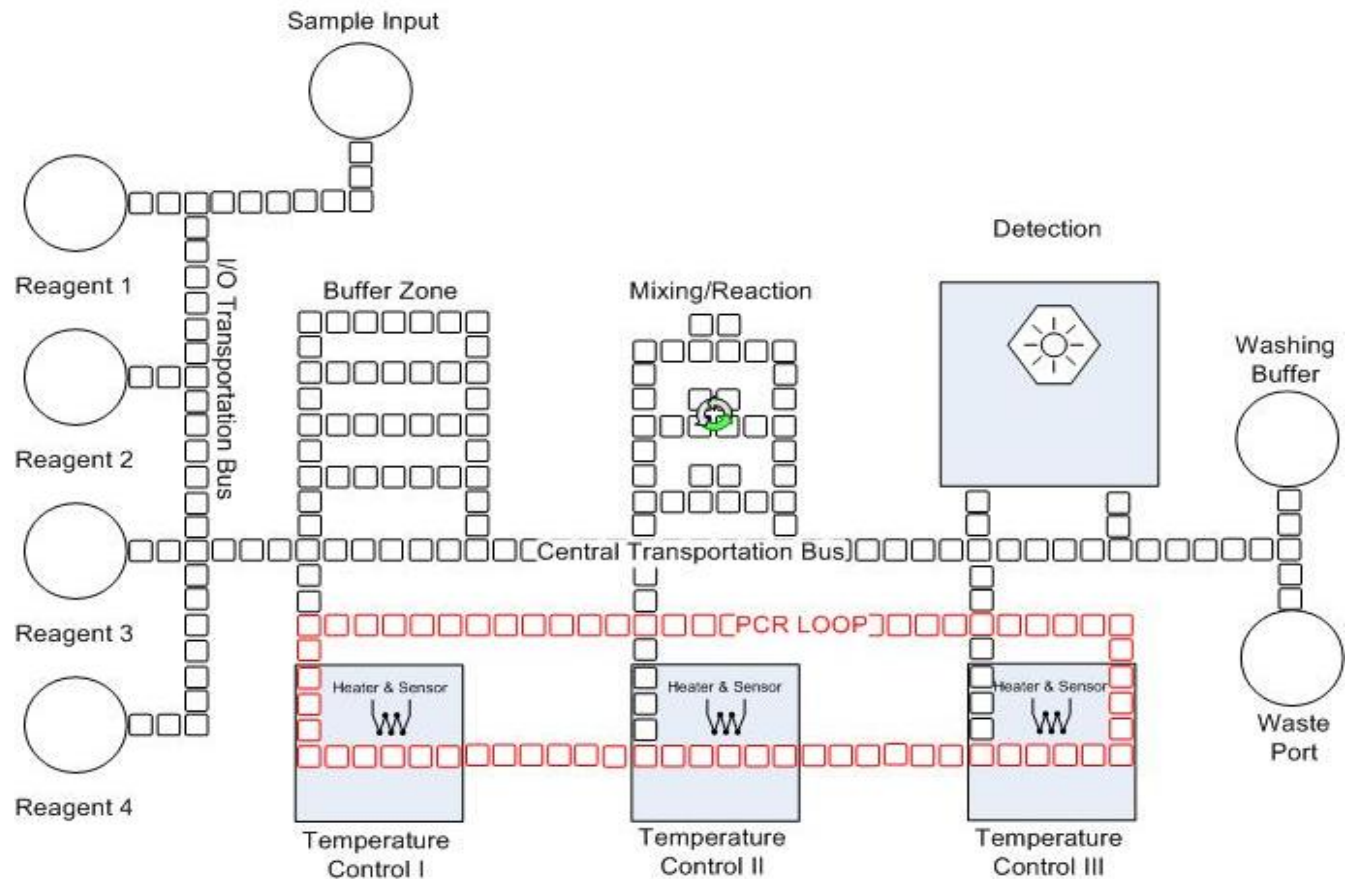 Sample Input
Reagent 1
I/O Transportation Bus
Buffer Zone
Mixing/Reaction
Detection
Washing
Buffer
Reagent 2
Central Transportation Bus
Reagent 3
PCR LOOP
Heater & Sensor
Heater & Sensor
Heater & Sensor
Waste
Port
Reagent 4
Temperature
Control I
Temperature
Control II
Temperature
Control III